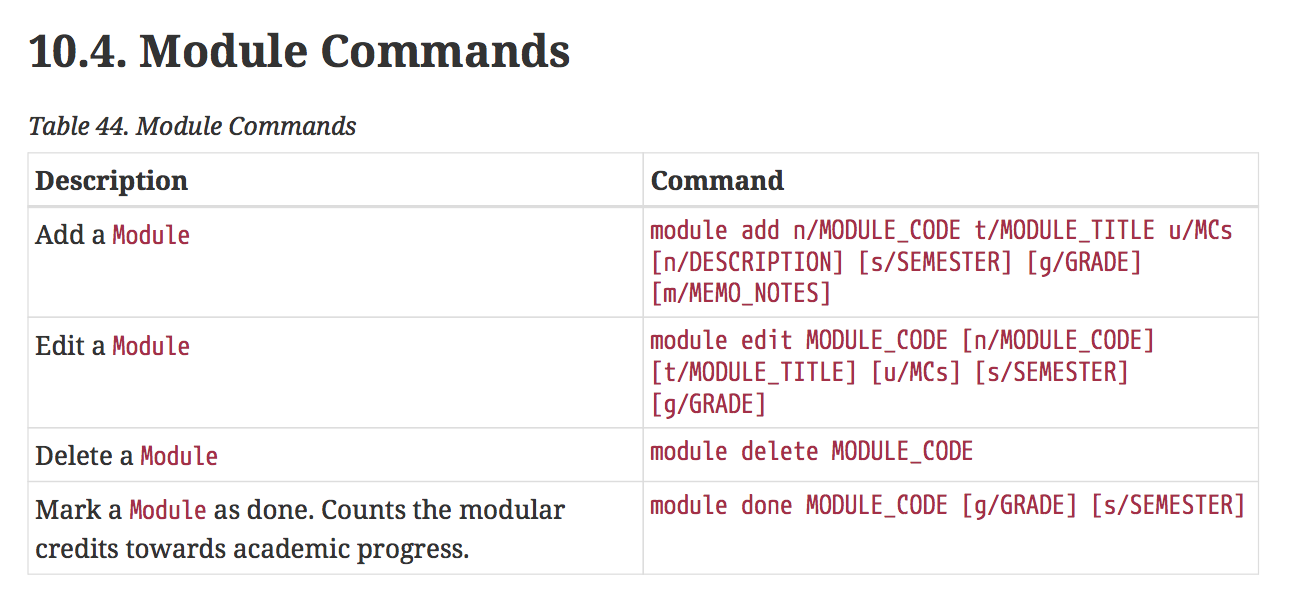 10.4. Module Commands
Table 44. Module Commands
Description
Command
Add a Module
module add n/MODULE_CODE t/MODULE_TITLE u/MCs
[n/DESCRIPTION] [s/SEMESTER] [g/GRADE]
[m/MEMO_NOTES]
Edit a Module
module edit MODULE_CODE [n/MODULE_CODE]
[t/MODULE_TITLE] [u/MCs] [s/SEMESTER]
[g/GRADE]
Delete a Module
module delete MODULE_CODE
Mark a Module as done. Counts the modular
credits towards academic progress.
module done MODULE_CODE [g/GRADE] [s/SEMESTER]